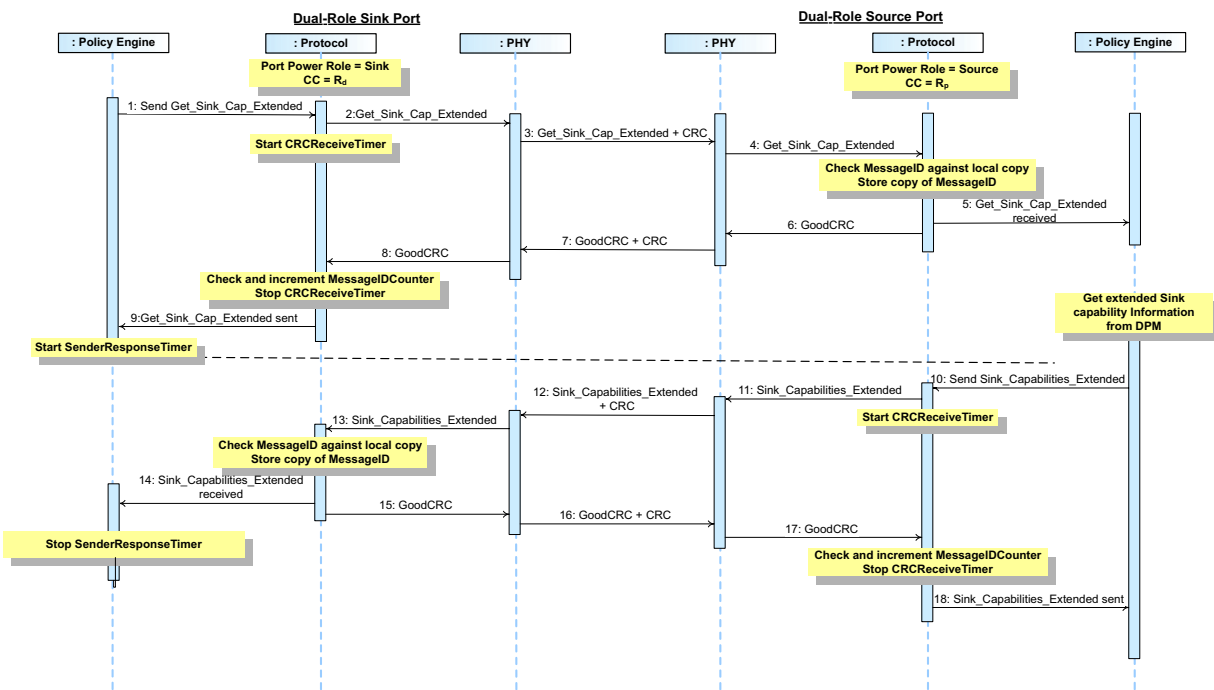 Dual-Role Sink Port
Dual-Role Source Port
: Policy Engine
: Protocol
: PHY
: PHY
: Protocol
: Policy Engine
Port Power Role = Sink
CC = Rd
Port Power Role = Source
CC = Rp
1: Send Get_Sink_Cap_Extended
2:Get_Sink_Cap_Extended
Start CRCReceiveTimer
3: Get_Sink_Cap_Extended + CRC
4: Get_Sink_Cap_Extended
Check MessageID against local copy
Store copy of MessageID
5: Get_Sink_Cap_Extended
received
6: GoodCRC
7: GoodCRC + CRC
8: GoodCRC
Check and increment MessageIDCounter
Stop CRCReceiveTimer
9:Get_Sink_Cap_Extended sent
Start SenderResponseTimer
Get extended Sink
capability Information
from DPM
10: Send Sink_Capabilities_Extended
11: Sink_Capabilities_Extended
Start CRCReceiveTimer
12: Sink_Capabilities_Extended
+ CRC
13: Sink_Capabilities_Extended
Check MessageID against local copy
Store copy of MessageID
14: Sink_Capabilities_Extended
received
15: GoodCRC
16: GoodCRC + CRC
17: GoodCRC
Stop SenderResponseTimer
Check and increment MessageIDCounter
Stop CRCReceiveTimer
18: Sink_Capabilities_Extended sent